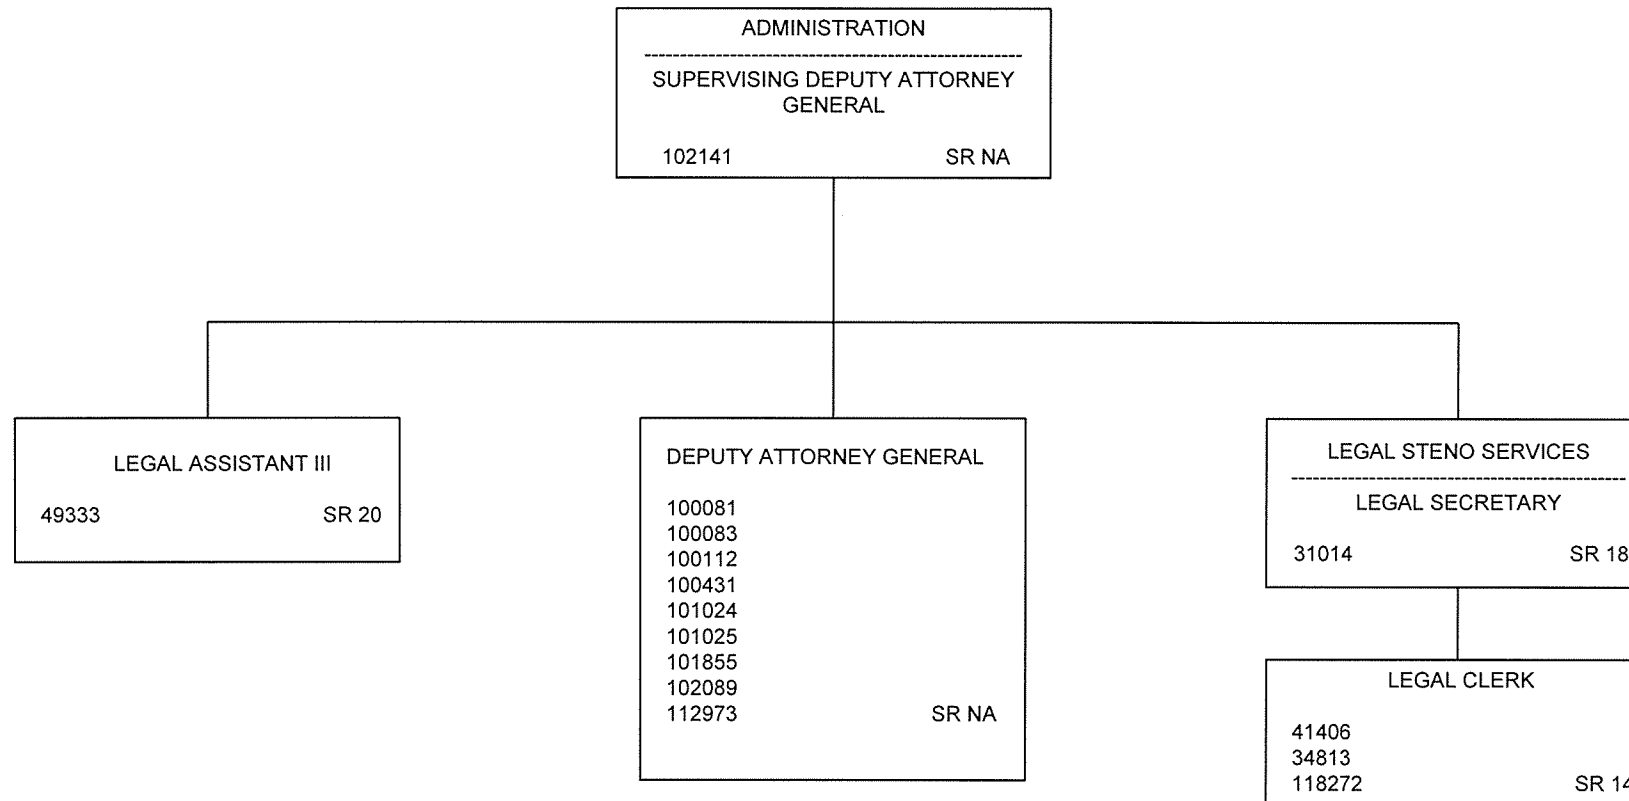 ADMINISTRATION
SUPERVISING DEPUTY ATTORNEY
GENERAL
102141 SR NA
LEGAL ASSISTANT III
49333 SR 20
DEPUTY ATTORNEY GENERAL
100081
100083
100112
100431
101024
101025
101855
102089
112973 SR NA
LEGAL STENO SERVICES
LEGAL SECRETARY
31014 SR 18
LEGAL CLERK
41406
34813
118272 SR 14